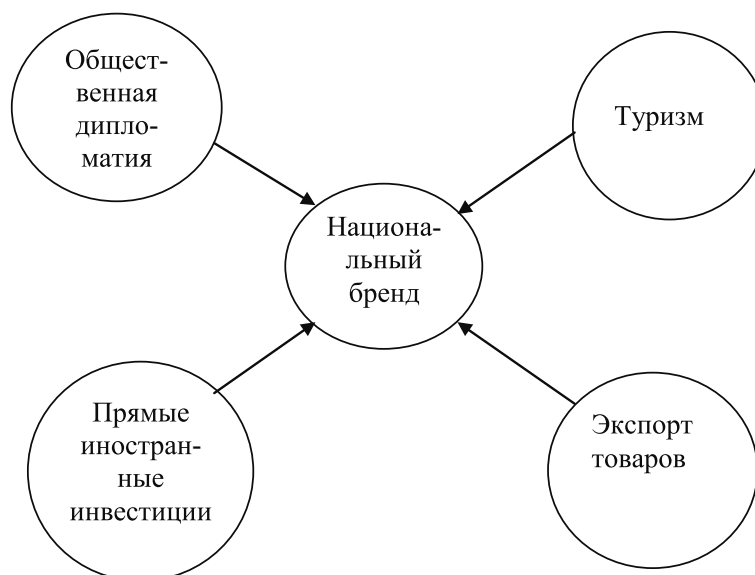 Общест-
венная
дипло-
матия
Туризм
Национа-
льный
бренд
Прямые
иностран-
ные
инвестиции
Экспорт
товаров